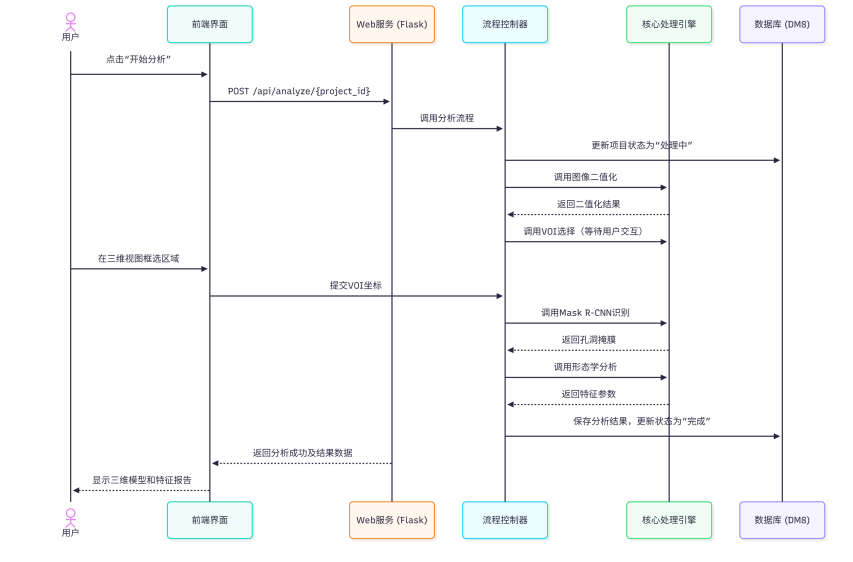 用户
前端界面
Web服务 (Flask)
流程控制器
核心处理引擎
数据库 (DM8)
点击“开始分析”
POST /api/analyze/{project_id}
调用分析流程
更新项目状态为“处理中”
调用图像二值化
返回二值化结果
调用VOI选择（等待用户交互）
在三维视图框选区域
提交VOI坐标
调用Mask R-CNN识别
返回孔洞掩膜
调用形态学分析
返回特征参数
保存分析结果，更新状态为“完成”
返回分析成功及结果数据
显示三维模型和特征报告
用户
前端界面
Web服务 (Flask)
流程控制器
核心处理引擎
数据库 (DM8)